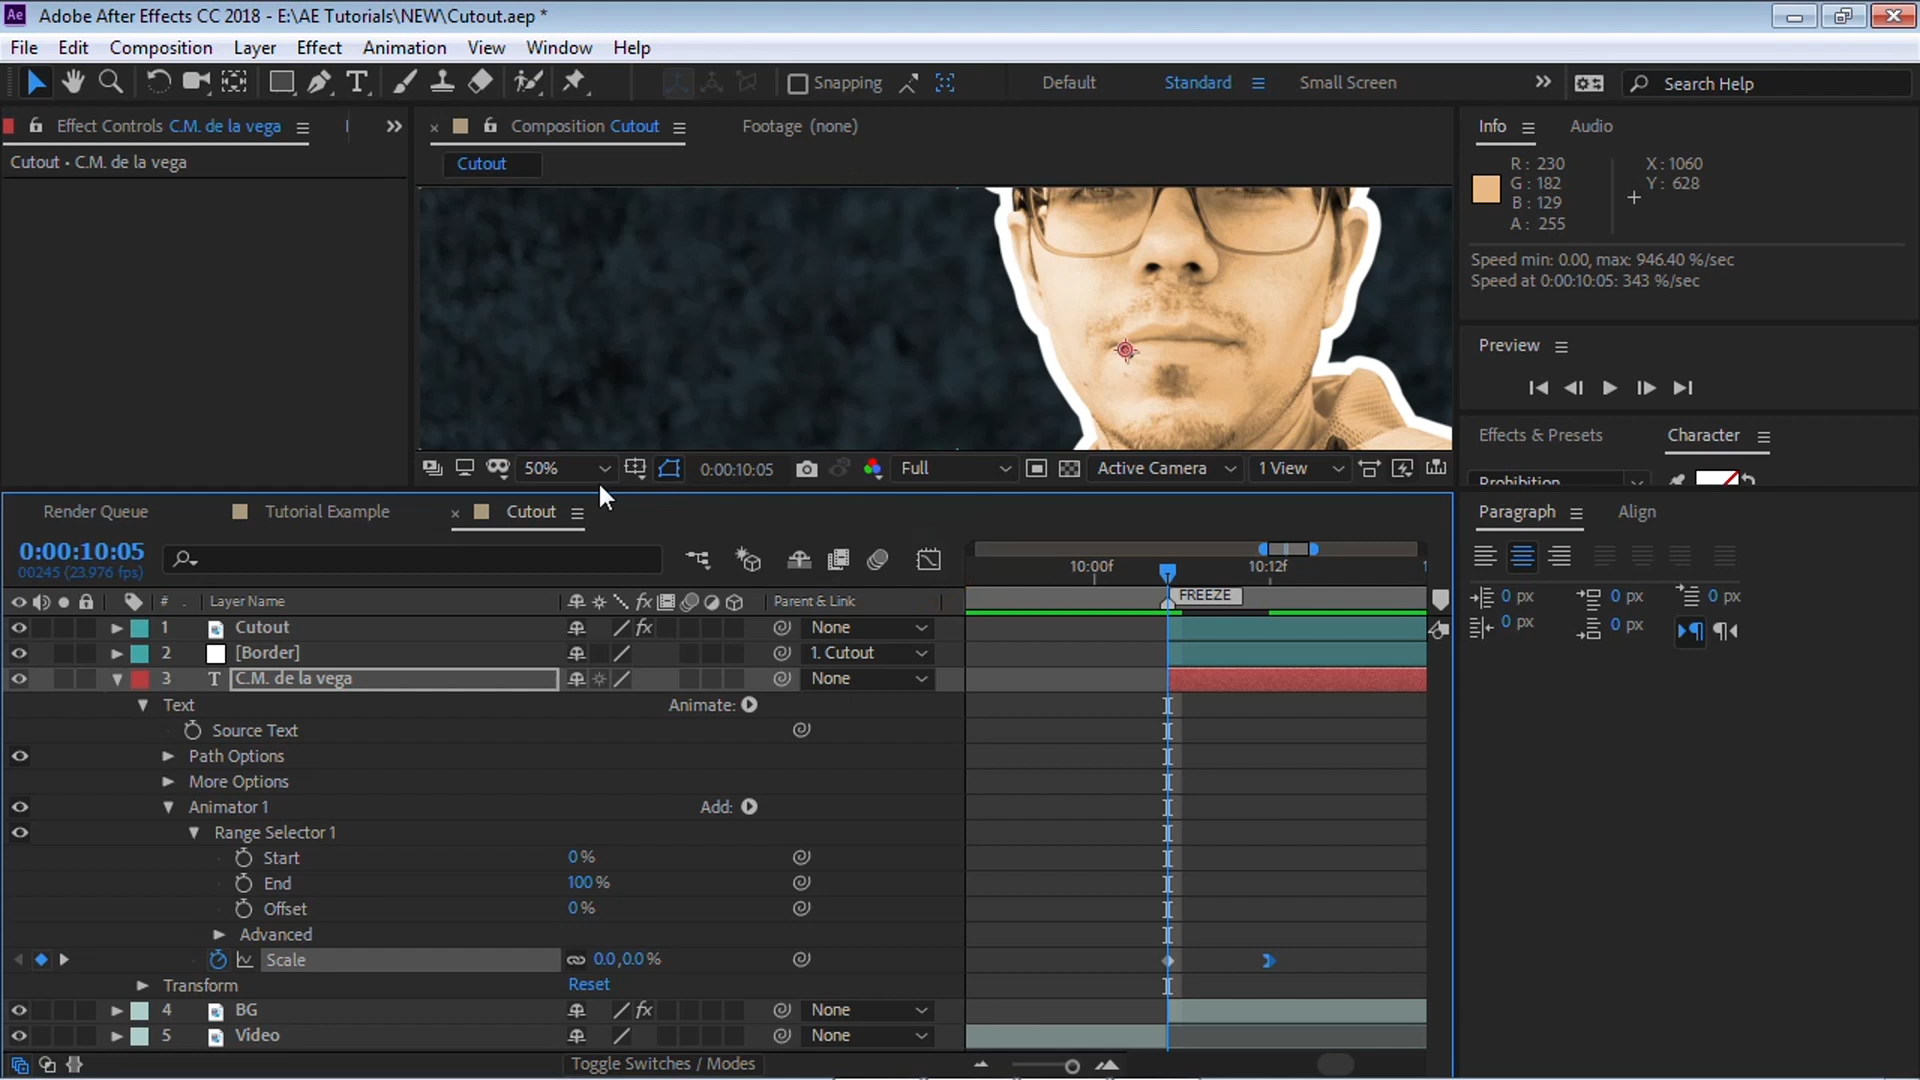 Ae Adobe After Effects CC 2018 - E:\AE Tutorials\NEW\Cutout.aep *
File Edit Composition Layer Effect Animation View Window Help
T Snapping Default Standard Small Screen Search Help
Effect Controls C.M. de la vega
Composition Cutout Footage (none)
Info Audio
Cutout • C.M. de la vega
Cutout
R: 230 X: 1060
G: 182 Y: 628
B: 129
A: 255
Speed min: 0.00, max: 946.40 %/sec
Speed at 0:00:10:05: 343 %/sec
Preview
Effects & Presets Character
50% 0:00:10:05 Full Active Camera 1 View
Prohibition
Render Queue Tutorial Example Cutout
Paragraph Align
0:00:10:05
00245 (23.976 fps)
10:00f 10:12f
# Layer Name fx Parent & Link
FREEZE
0 px 0 px 0 px
0 px 0 px
1 Cutout fx None
2 [Border] 1. Cutout
3 T C.M. de la vega None
Text Animate:
Source Text
Path Options
More Options
Animator 1 Add:
Range Selector 1
Start 0%
End 100%
Offset 0%
Advanced
Scale 0.0,0.0%
Transform Reset
4 BG fx None
5 Video None
Toggle Switches / Modes